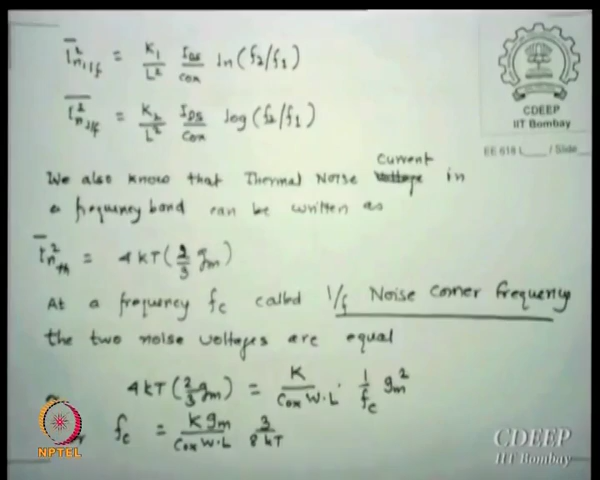 I²n1/f = K1/L² IDS/cox ln(f2/f1)
I²n1/f = K2/L² IDS/cox log(f2/f1)
CDEEP
IIT Bombay
EE 618 L /Slide
We also know that Thermal Noise current in
a frequency band can be written as
I²nth = 4KT(2/3 gm)
At a frequency fc called 1/f Noise Corner Frequency
the two noise voltages are equal
4KT(2/3 gm) = K/(Cox W.L) . 1/fc gm²
fc = K gm/(Cox W.L) 3/(8 kT)
NPTEL
CDEEP
IIT Bombay